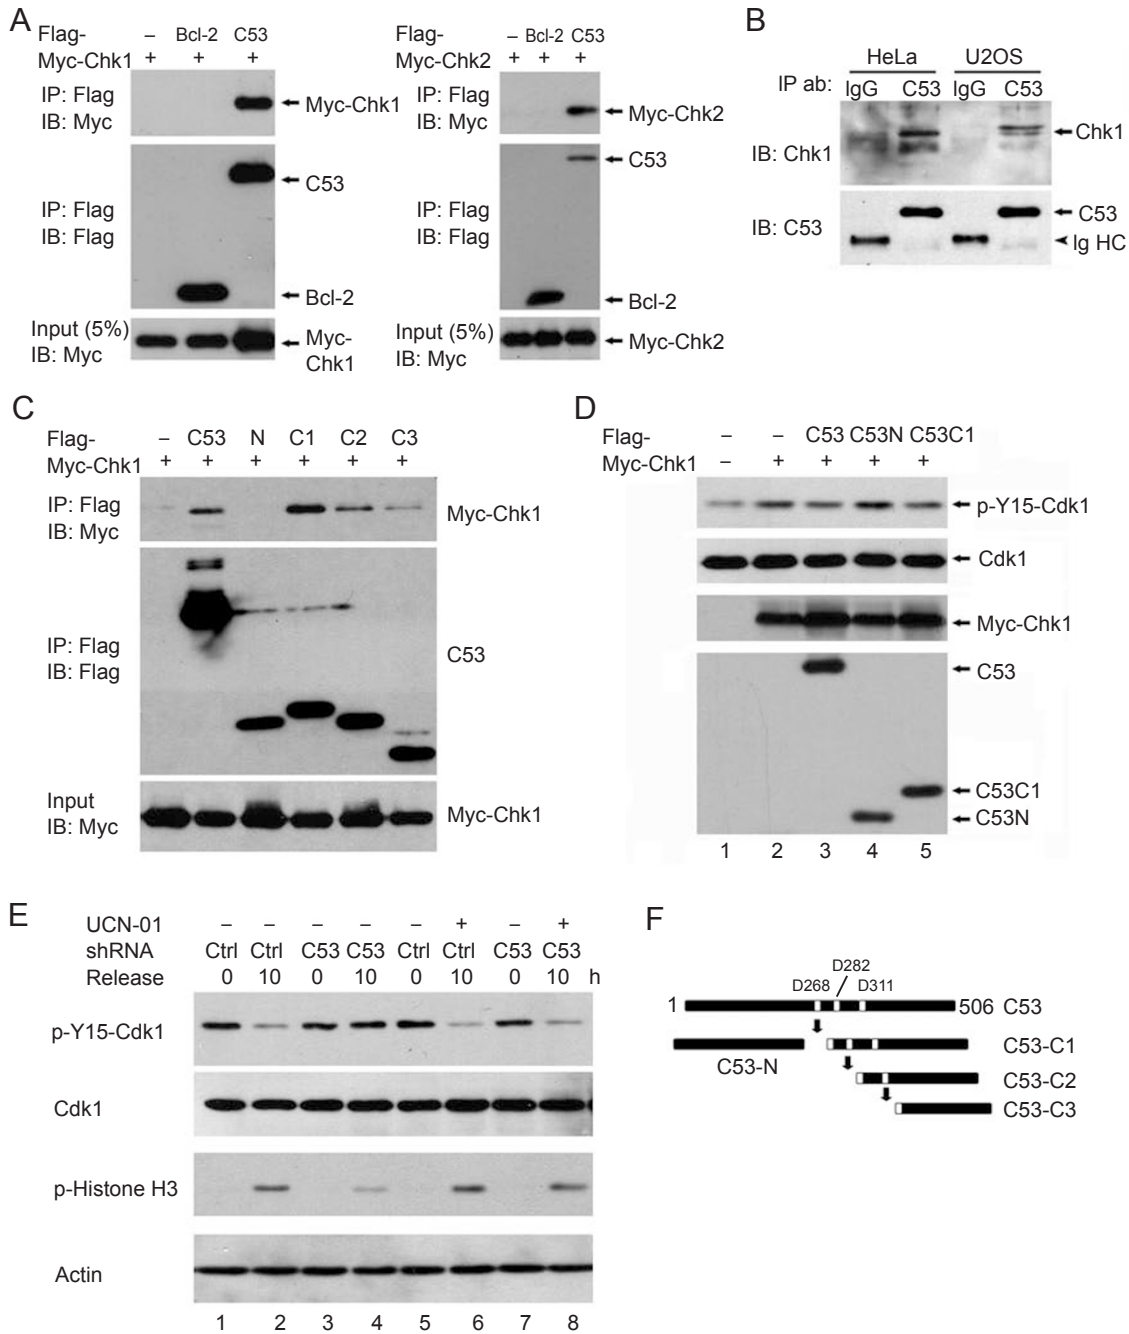 A
Flag- – Bcl-2 C53
Myc-Chk1 + + +
IP: Flag
IB: Myc
Myc-Chk1
IP: Flag
IB: Flag
C53
Bcl-2
Input (5%)
IB: Myc
Myc-
Chk1
Flag- – Bcl-2 C53
Myc-Chk2 + + +
IP: Flag
IB: Myc
Myc-Chk2
C53
IP: Flag
IB: Flag
Bcl-2
Input (5%)
IB: Myc
Myc-Chk2
B
HeLa U2OS
IP ab: IgG C53 IgG C53
IB: Chk1
Chk1
IB: C53
C53
Ig HC
C
Flag- – C53 N C1 C2 C3
Myc-Chk1 + + + + + +
IP: Flag
IB: Myc
Myc-Chk1
IP: Flag
IB: Flag
C53
Input
IB: Myc
Myc-Chk1
D
Flag- – – C53 C53N C53C1
Myc-Chk1 – + + + +
p-Y15-Cdk1
Cdk1
Myc-Chk1
C53
C53C1
C53N
1 2 3 4 5
E
UCN-01 – – – – – + – +
shRNA Ctrl Ctrl C53 C53 Ctrl Ctrl C53 C53
Release 0 10 0 10 0 10 0 10 h
p-Y15-Cdk1
Cdk1
p-Histone H3
Actin
1 2 3 4 5 6 7 8
F
D282
D268 D311
1 506 C53
C53-N
C53-C1
C53-C2
C53-C3